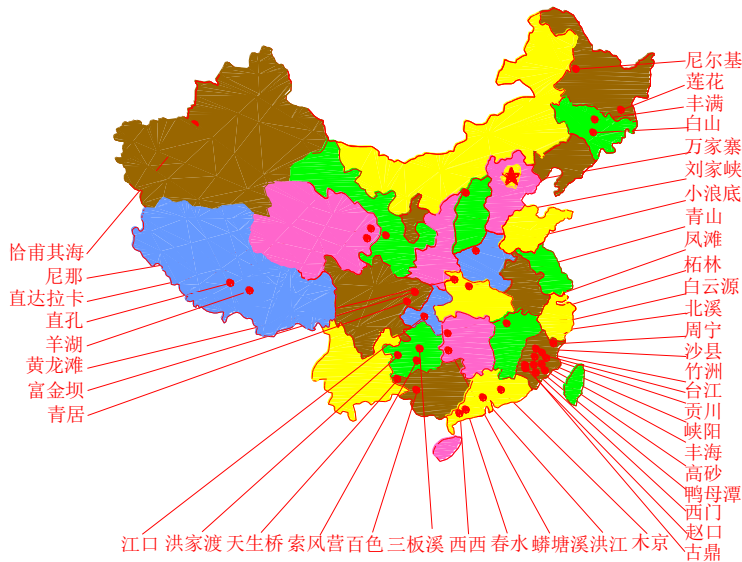 尼尔基
莲花
丰满
白山
万家寨
刘家峡
小浪底
青山
凤滩
柘林
白云源
北溪
周宁
沙县
竹洲
台江
贡川
峡阳
丰海
高砂
鸭母潭
西门
赵口
古鼎
恰甫其海
尼那
直达拉卡
直孔
羊湖
黄龙滩
富金坝
青居
江口 洪家渡 天生桥 索风营 百色 三板溪 西西 春水 蟒塘溪 洪江 木京